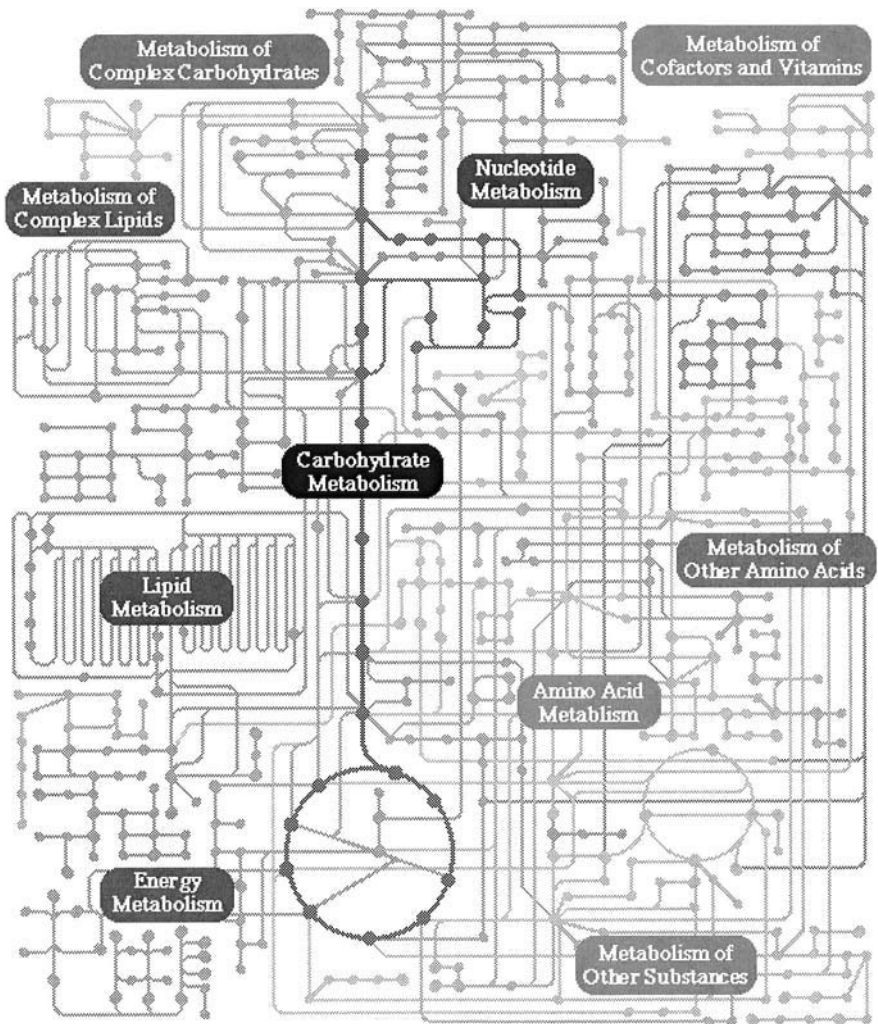 Metabolism of
Complex Carbohydrates
Metabolism of
Cofactors and Vitamins
Nucleotide
Metabolism
Metabolism of
Complex Lipids
Carbohydrate
Metabolism
Metabolism of
Other Amino Acids
Lipid
Metabolism
Amino Acid
Metablism
Energy
Metabolism
Metabolism of
Other Substances